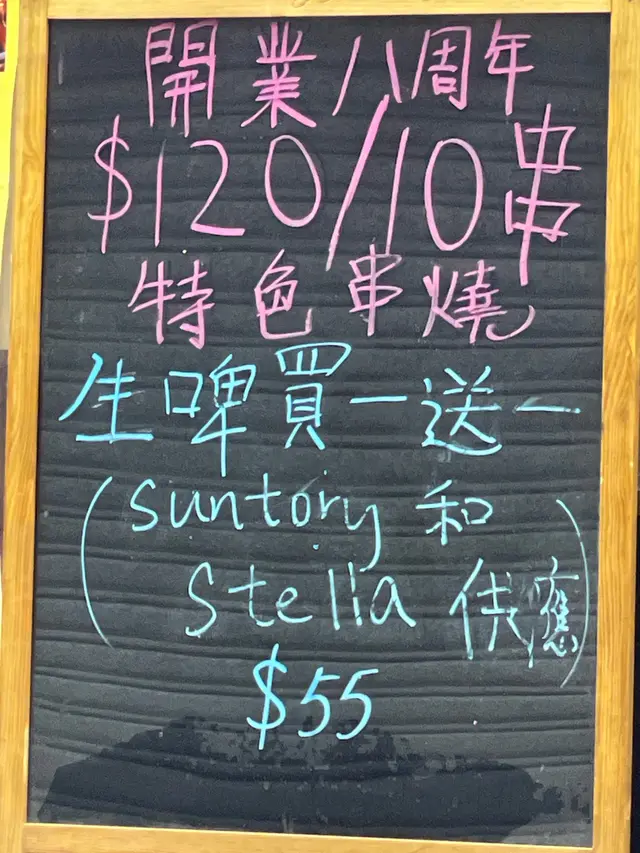 開業八周年
$120/10串
特色串燒
生啤買一送一
(suntory 和
Stella 供應)
$55